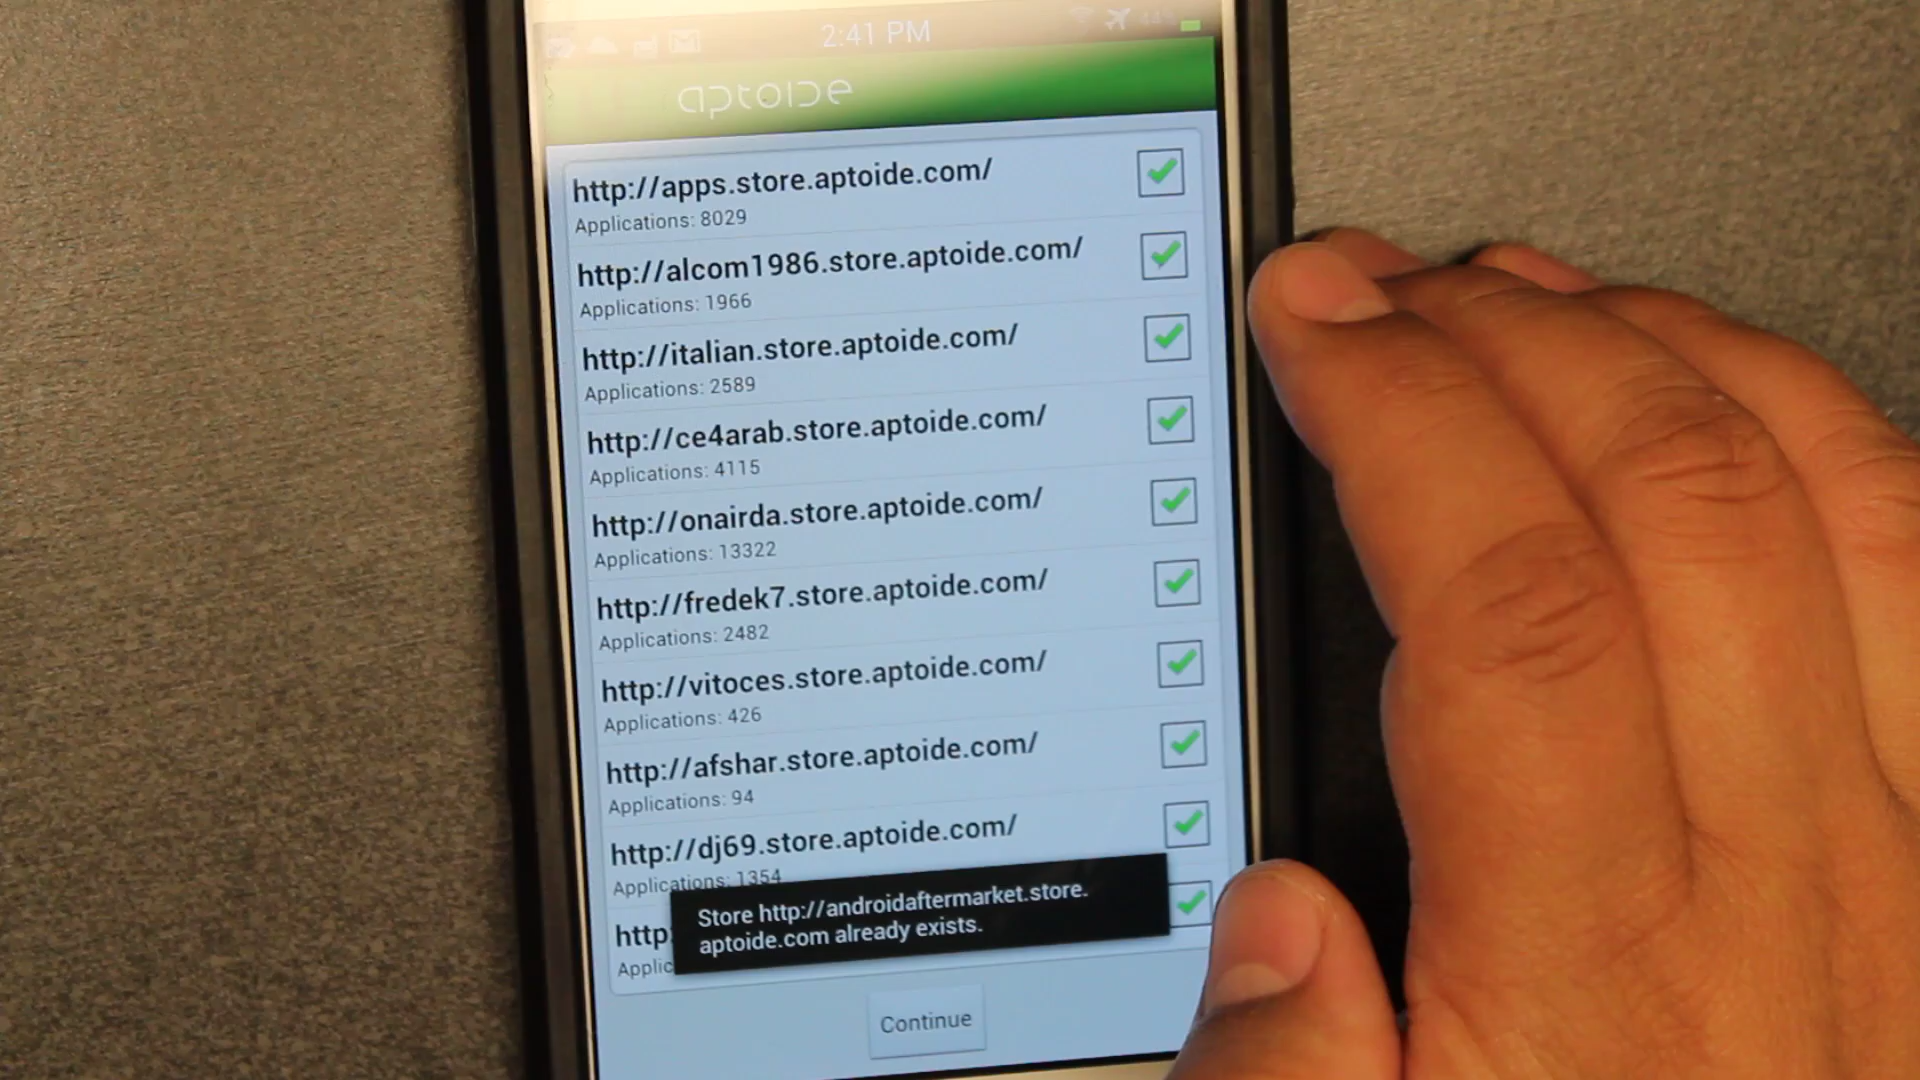 2:41 PM
aptoide
http://apps.store.aptoide.com/
Applications: 8029
http://alcom1986.store.aptoide.com/
Applications: 1966
http://italian.store.aptoide.com/
Applications: 2589
http://ce4arab.store.aptoide.com/
Applications: 4115
http://onairda.store.aptoide.com/
Applications: 13322
http://fredek7.store.aptoide.com/
Applications: 2482
http://vitoces.store.aptoide.com/
Applications: 426
http://afshar.store.aptoide.com/
Applications: 94
http://dj69.store.aptoide.com/
Applications: 1354
http:
Applic
Store http://androidaftermarket.store.
aptoide.com already exists.
Continue